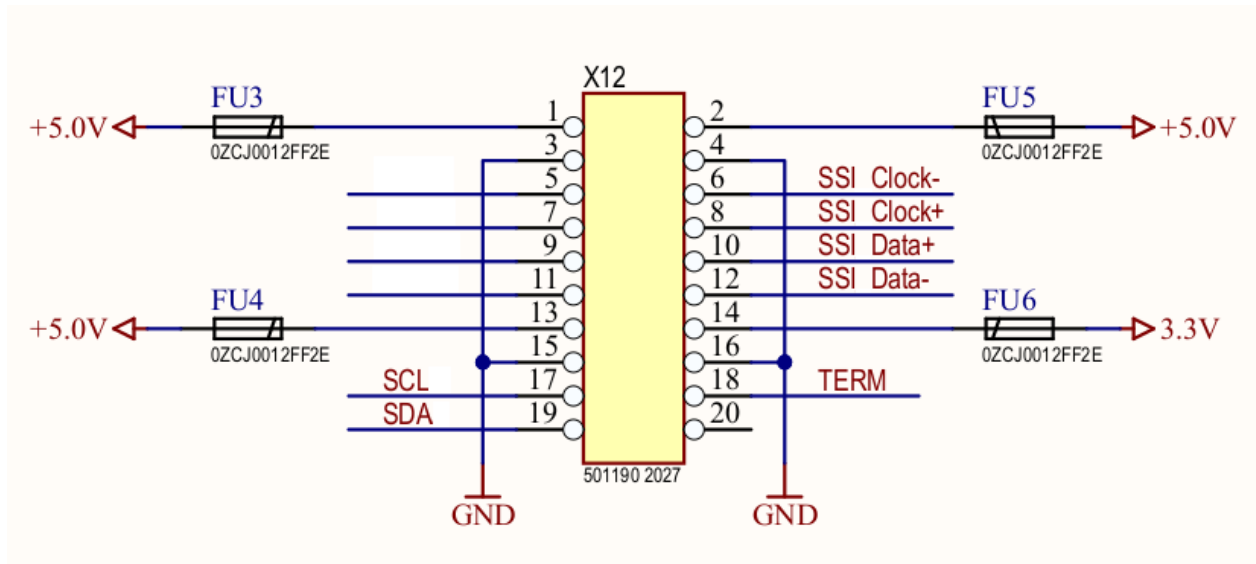 X12
FU3
FU5
+5.0V
1
2
+5.0V
0ZCJ0012FF2E
0ZCJ0012FF2E
3
4
5
6
SSI Clock-
7
8
SSI Clock+
9
10
SSI Data+
11
12
SSI Data-
FU4
FU6
+5.0V
13
14
3.3V
0ZCJ0012FF2E
0ZCJ0012FF2E
15
16
SCL
17
18
TERM
SDA
19
20
501190 2027
GND
GND